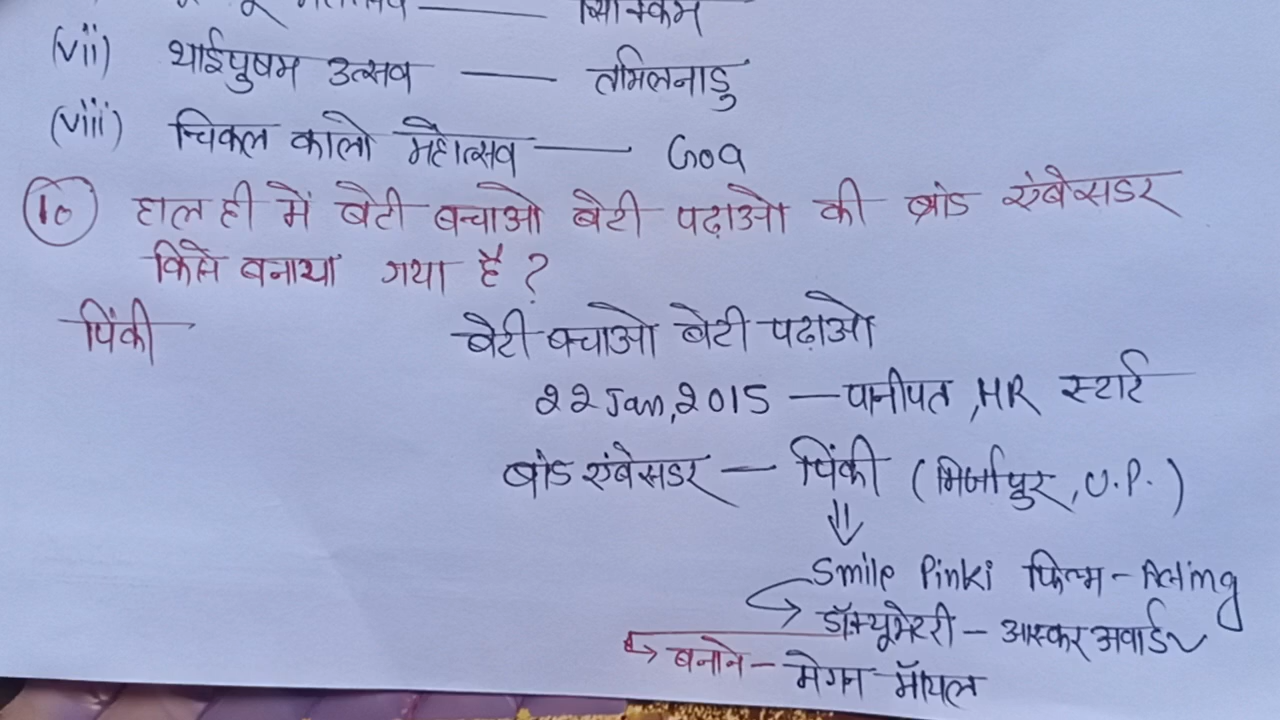 (vii) थाईपुषम उत्सव — तमिलनाडु
(viii) चिकल कालो महोत्सव — Goa
10 हाल ही में बेटी बचाओ बेटी पढ़ाओ की ब्रांड एंबेसडर
किसे बनाया गया है ?
पिंकी
बेटी बचाओ बेटी पढाओ
22 Jan, 2015 — पानीपत, HR स्टार्ट
ब्रांड एंबेसडर — पिंकी (मिर्जापुर, U.P.)
Smile Pinki फिल्म - Acting
डॉक्यूमेंटरी - आस्कर अवार्ड
बनाने - मेगन मॉयल